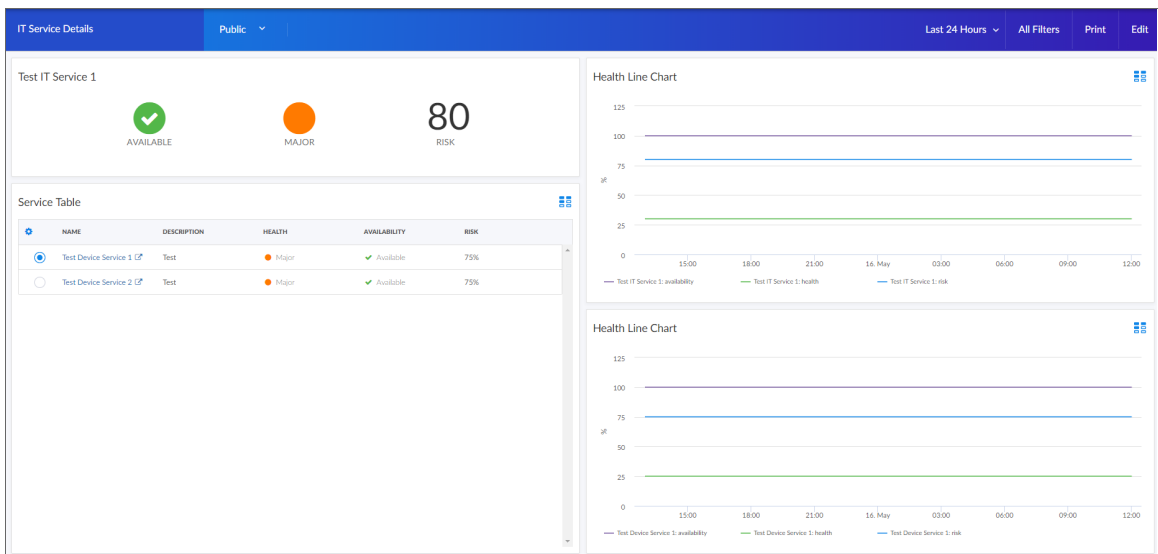 IT Service Details Public Last 24 Hours All Filters Print Edit
Test IT Service 1
AVAILABLE MAJOR 80 RISK
Service Table
NAME DESCRIPTION HEALTH AVAILABILITY RISK
Test Device Service 1 Test Major Available 75%
Test Device Service 2 Test Major Available 75%
Health Line Chart
125
100
75
%
50
25
0
15:00 18:00 21:00 16. May 03:00 06:00 09:00 12:00
Test IT Service 1: availability Test IT Service 1: health Test IT Service 1: risk
Health Line Chart
125
100
75
%
50
25
0
15:00 18:00 21:00 16. May 03:00 06:00 09:00 12:00
Test Device Service 1: availability Test Device Service 1: health Test Device Service 1: risk